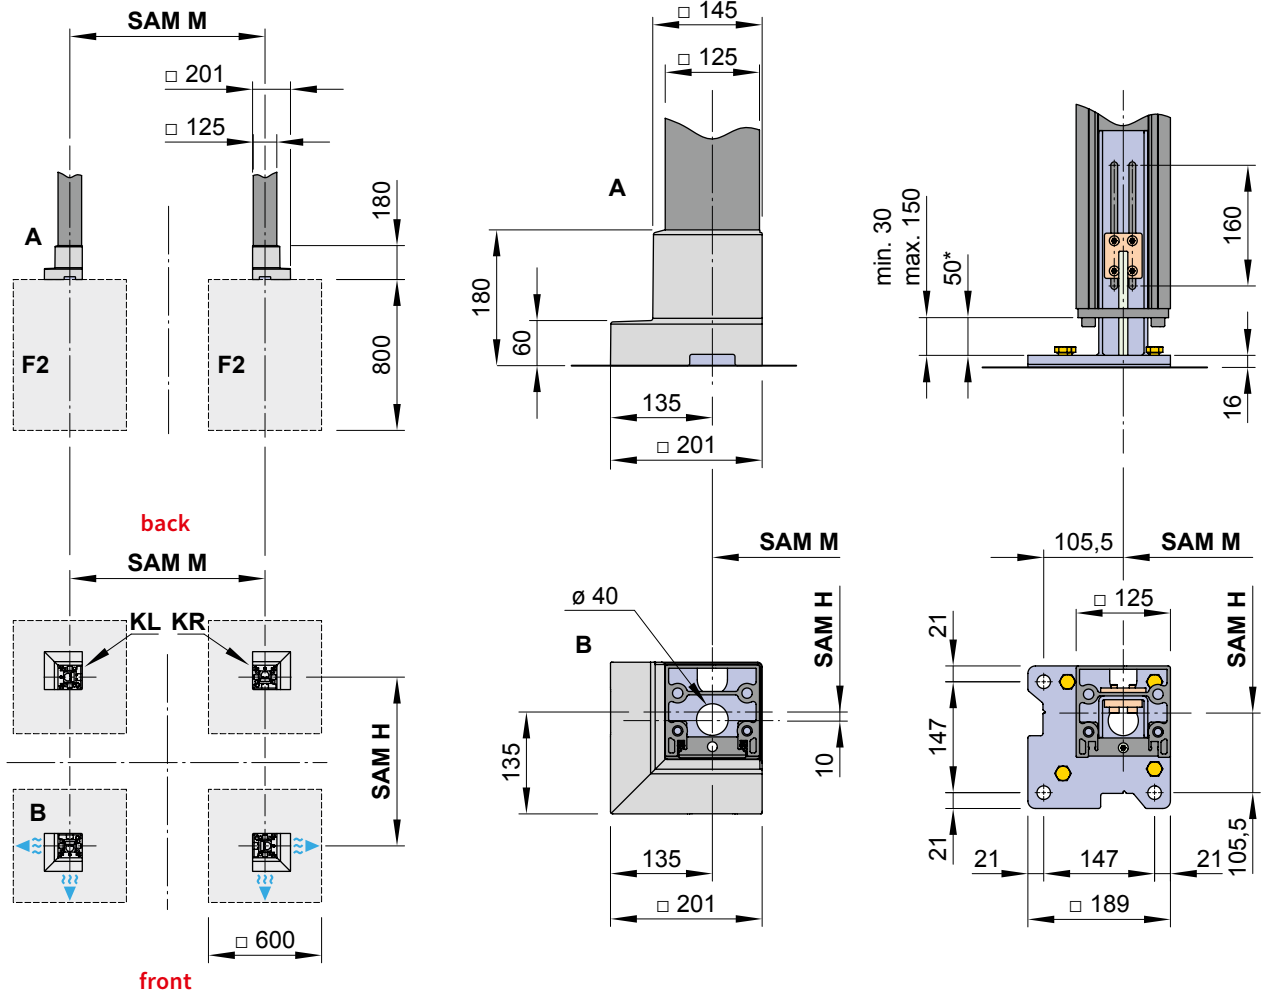 SAM M
□ 201
□ 125
180
A
F2
F2
800
□ 145
□ 125
A
180
60
135
□ 201
min. 30
max. 150
50*
160
16
back
SAM M
KL KR
SAM H
B
□ 600
front
SAM M
ø 40
B
SAM H
135
10
135
□ 201
105,5
SAM M
□ 125
SAM H
21
147
21
21
147
21
105,5
□ 189